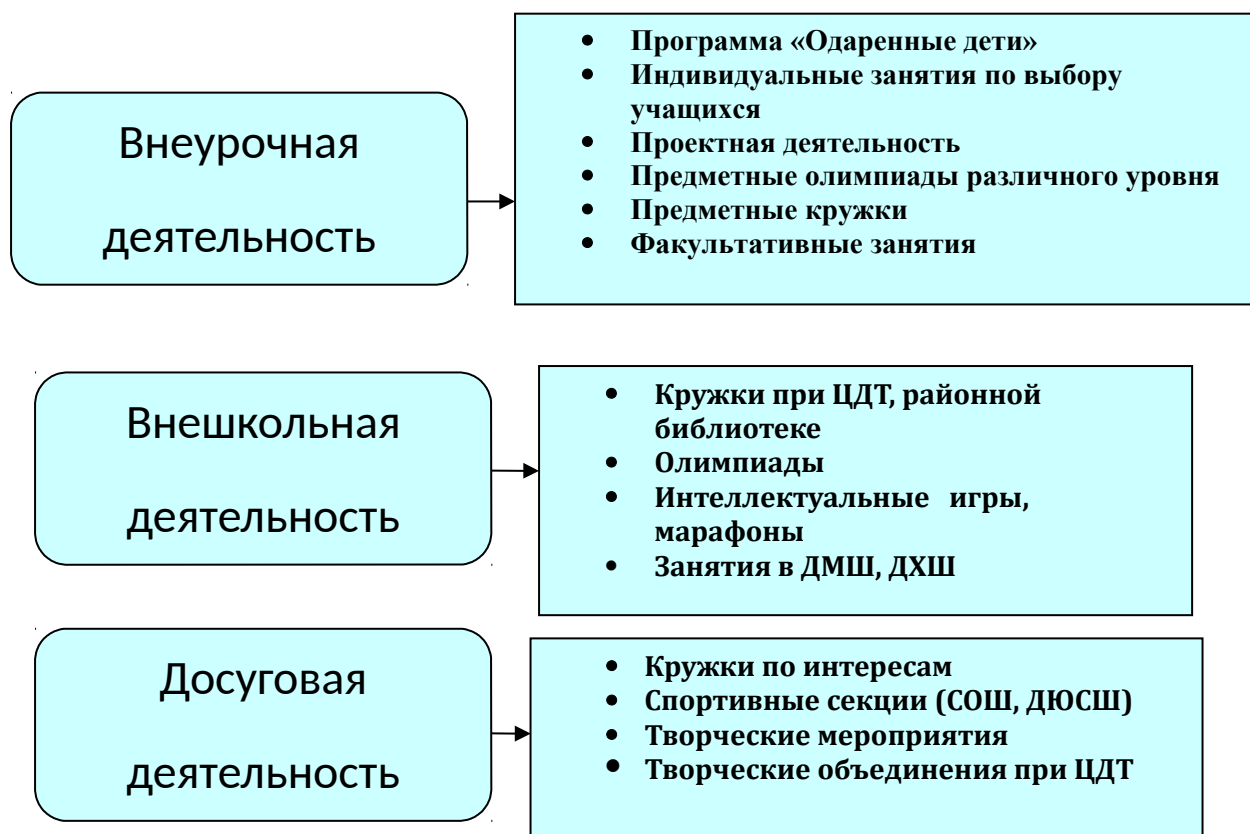 Внеурочная
деятельность
• Программа «Одаренные дети»
• Индивидуальные занятия по выбору
учащихся
• Проектная деятельность
• Предметные олимпиады различного уровня
• Предметные кружки
• Факультативные занятия
Внешкольная
деятельность
• Кружки при ЦДТ, районной
библиотеке
• Олимпиады
• Интеллектуальные игры,
марафоны
• Занятия в ДМШ, ДХШ
Досуговая
деятельность
• Кружки по интересам
• Спортивные секции (СОШ, ДЮСШ)
• Творческие мероприятия
• Творческие объединения при ЦДТ